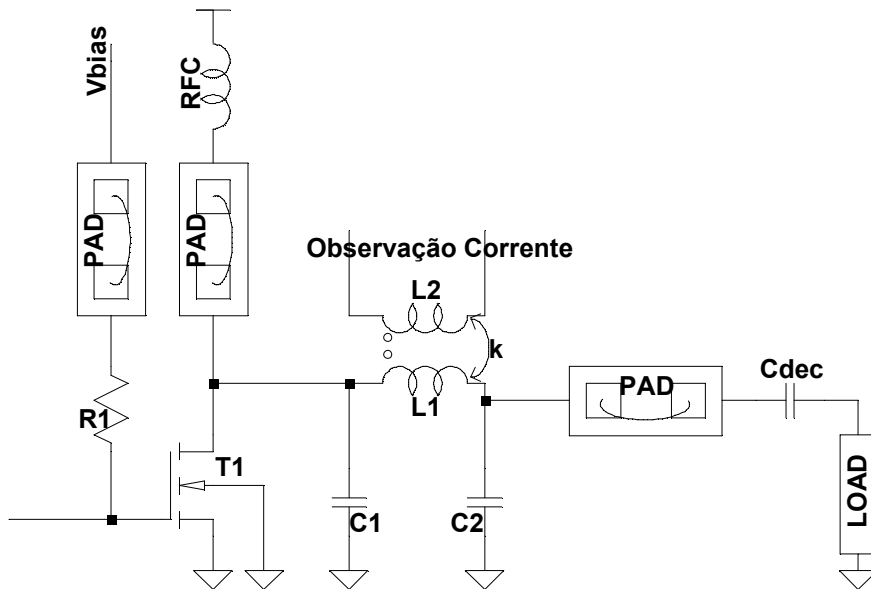 Vbias
RFC
PAD
PAD
Observação Corrente
L2
k
L1
PAD
Cdec
R1
T1
C1
C2
LOAD